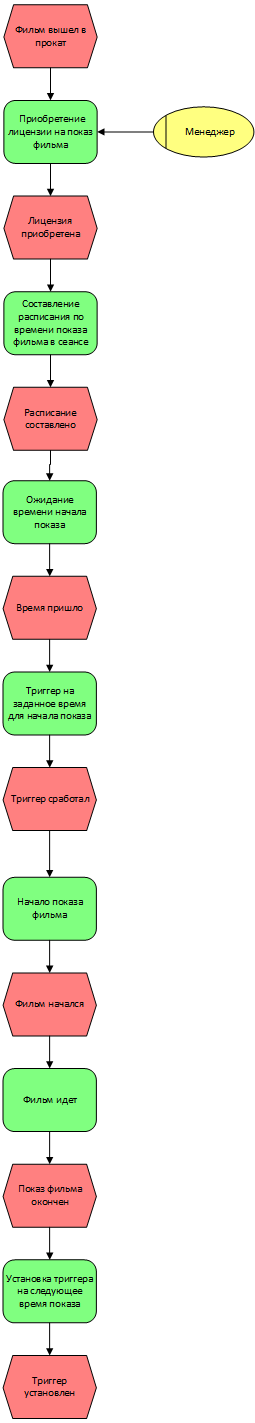 Фильм вышел в
прокат
Приобретение
лицензии на показ
фильма
Менеджер
Лицензия
приобретена
Составление
расписания по
времени показа
фильма в сеансе
Расписание
составлено
Ожидание
времени начала
показа
Время пришло
Триггер на
заданное время
для начала показа
Триггер сработал
Начало показа
фильма
Фильм начался
Фильм идет
Показ фильма
окончен
Установка триггера
на следующее
время показа
Триггер
установлен